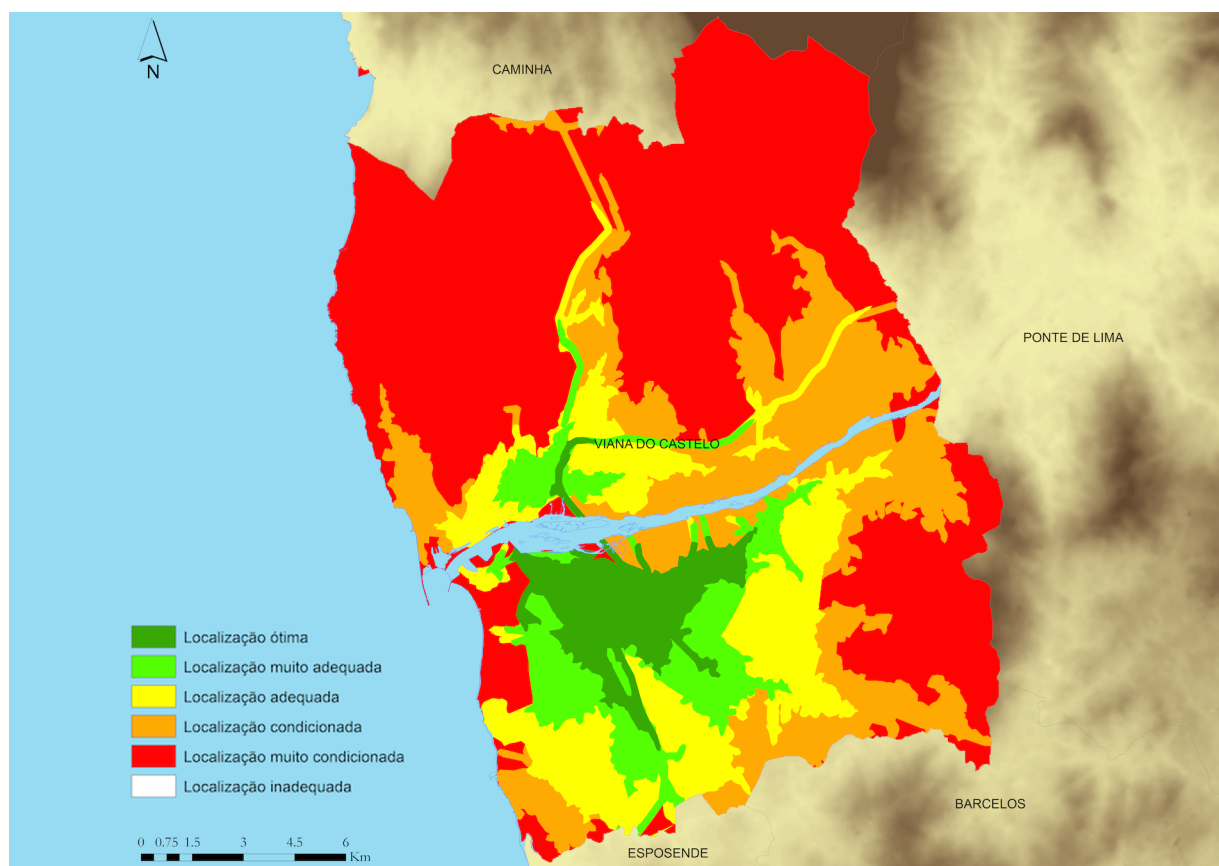 CAMINHA
N
PONTE DE LIMA
VIANA DO CASTELO
Localização ótima
Localização muito adequada
Localização adequada
Localização condicionada
Localização muito condicionada
Localização inadequada
BARCELOS
0 0.75 1.5 3 4.5 6
Km
ESPOSENDE